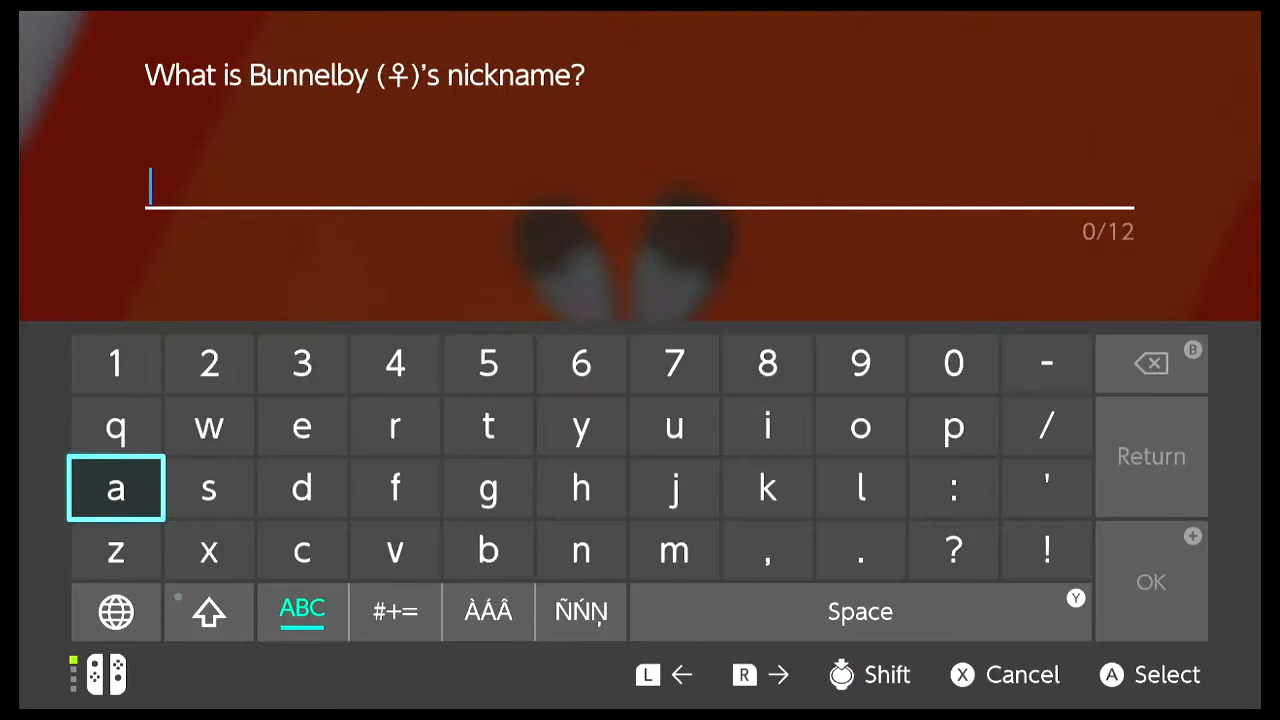 What is Bunnelby (♀)'s nickname?
0/12
1 2 3 4 5 6 7 8 9 0 - B
q w e r t y u i o p / Return
a s d f g h j k l : '
z x c v b n m , . ? ! + OK
ABC #+= ÀÁÂ ÑŃŅ Space Y
L ← R → Shift X Cancel A Select